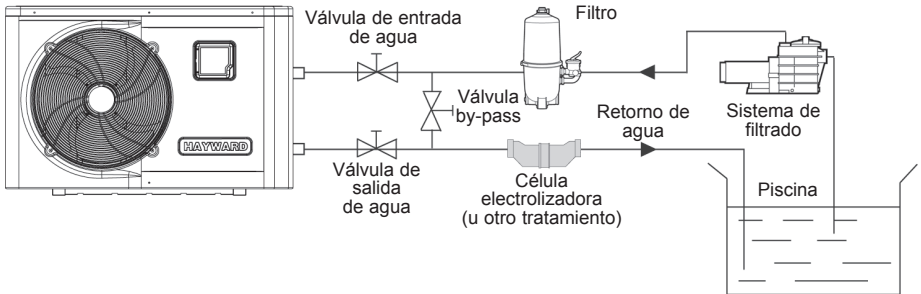 Válvula de entrada
de agua
Filtro
Válvula
by-pass
Retorno de
agua
Sistema de
filtrado
HAYWARD
Válvula de
salida
de agua
Célula
electrolizadora
(u otro tratamiento)
Piscina